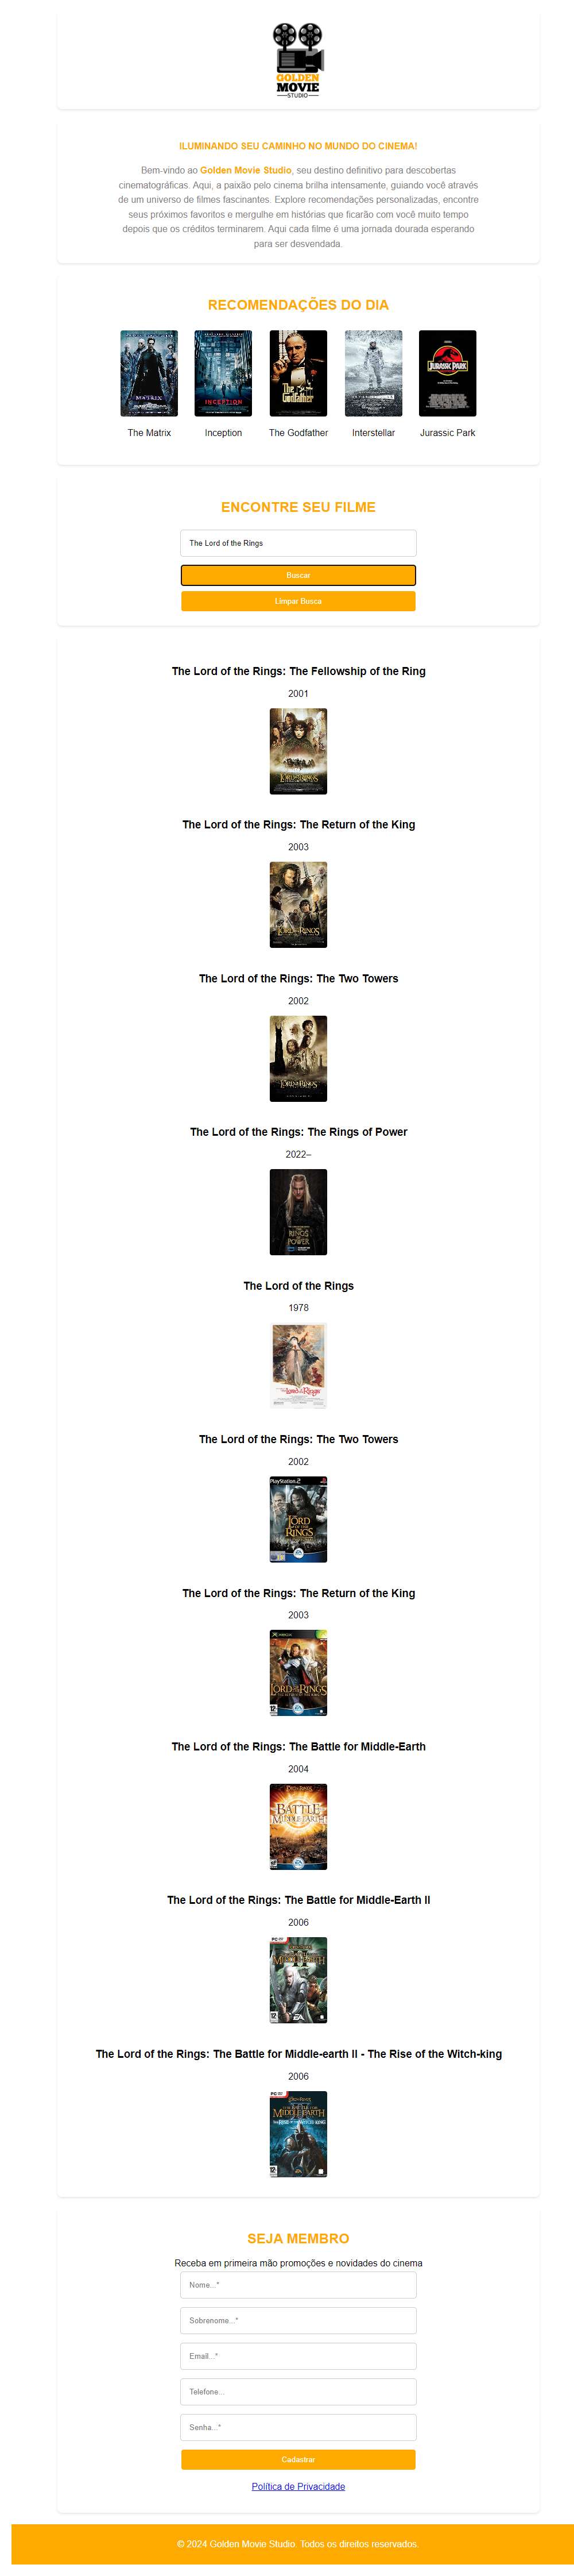 GOLDEN
MOVIE
STUDIO
ILUMINANDO SEU CAMINHO NO MUNDO DO CINEMA!
Bem-vindo ao Golden Movie Studio, seu destino definitivo para descobertas
cinematográficas. Aqui, a paixão pelo cinema brilha intensamente, guiando você através
de um universo de filmes fascinantes. Explore recomendações personalizadas, encontre
seus próximos favoritos e mergulhe em histórias que ficarão com você muito tempo
depois que os créditos terminarem. Aqui cada filme é uma jornada dourada esperando
para ser desvendada.
RECOMENDAÇÕES DO DIA
MATRIX
INCEPTION
The Godfather
JURASSIC PARK
The Matrix
Inception
The Godfather
Interstellar
Jurassic Park
ENCONTRE SEU FILME
The Lord of the Rings
Buscar
Limpar Busca
The Lord of the Rings: The Fellowship of the Ring
2001
The Lord of the Rings: The Return of the King
2003
The Lord of the Rings: The Two Towers
2002
The Lord of the Rings: The Rings of Power
2022–
The Lord of the Rings
1978
The Lord of the Rings: The Two Towers
2002
PlayStation 2
The Lord of the Rings: The Return of the King
2003
The Lord of the Rings: The Battle for Middle-Earth
2004
The Lord of the Rings: The Battle for Middle-Earth II
2006
The Lord of the Rings: The Battle for Middle-earth II - The Rise of the Witch-king
2006
SEJA MEMBRO
Receba em primeira mão promoções e novidades do cinema
Nome...*
Sobrenome...*
Email...*
Telefone...
Senha...*
Cadastrar
Política de Privacidade
© 2024 Golden Movie Studio. Todos os direitos reservados.